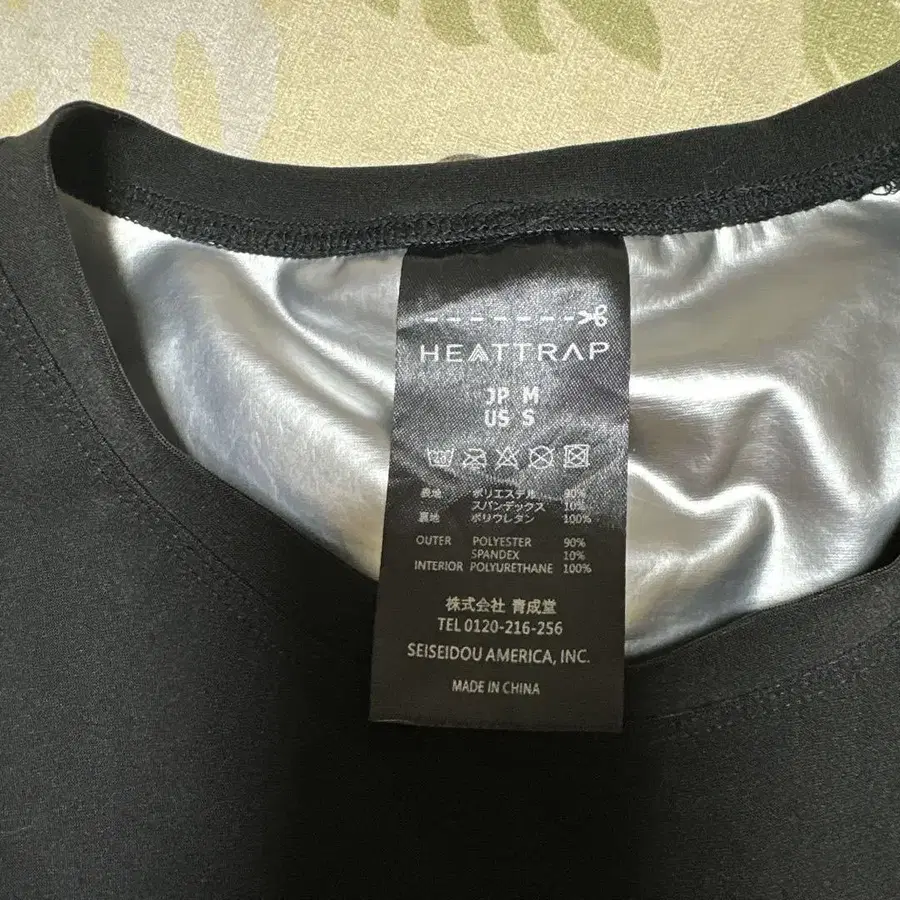 HEATTRAP
JP M
US S
表地 ポリエステル 90%
スパンデックス 10%
裏地 ポリウレタン 100%
OUTER POLYESTER 90%
SPANDEX 10%
INTERIOR POLYURETHANE 100%
株式会社 青成堂
TEL 0120-216-256
SEISEIDOU AMERICA, INC.
MADE IN CHINA